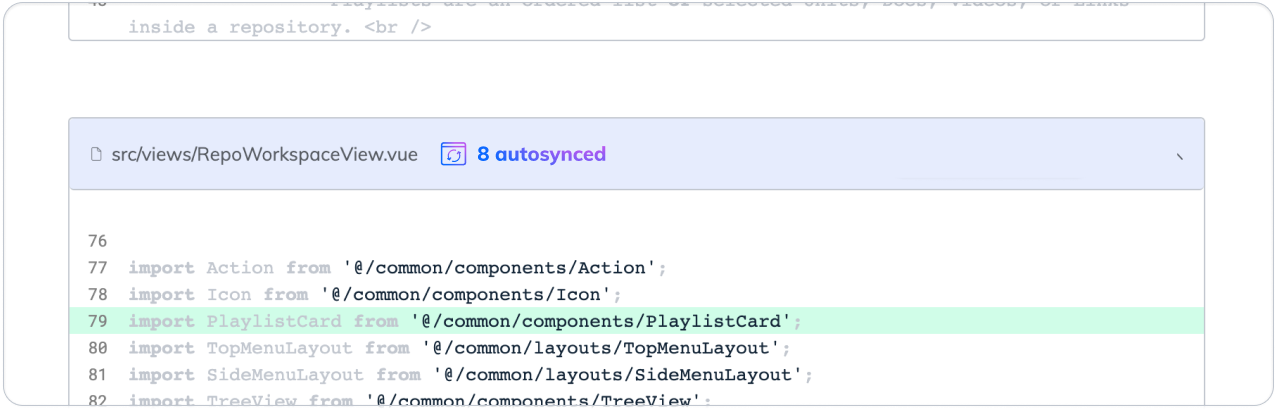 48 Playlists are an ordered list of selected Units, Docs, Videos, or Links
inside a repository. <br />
src/views/RepoWorkspaceView.vue 8 autosynced
76
77 import Action from '@/common/components/Action';
78 import Icon from '@/common/components/Icon';
79 import PlaylistCard from '@/common/components/PlaylistCard';
80 import TopMenuLayout from '@/common/layouts/TopMenuLayout';
81 import SideMenuLayout from '@/common/layouts/SideMenuLayout';
82 import TreeView from '@/common/components/TreeView';